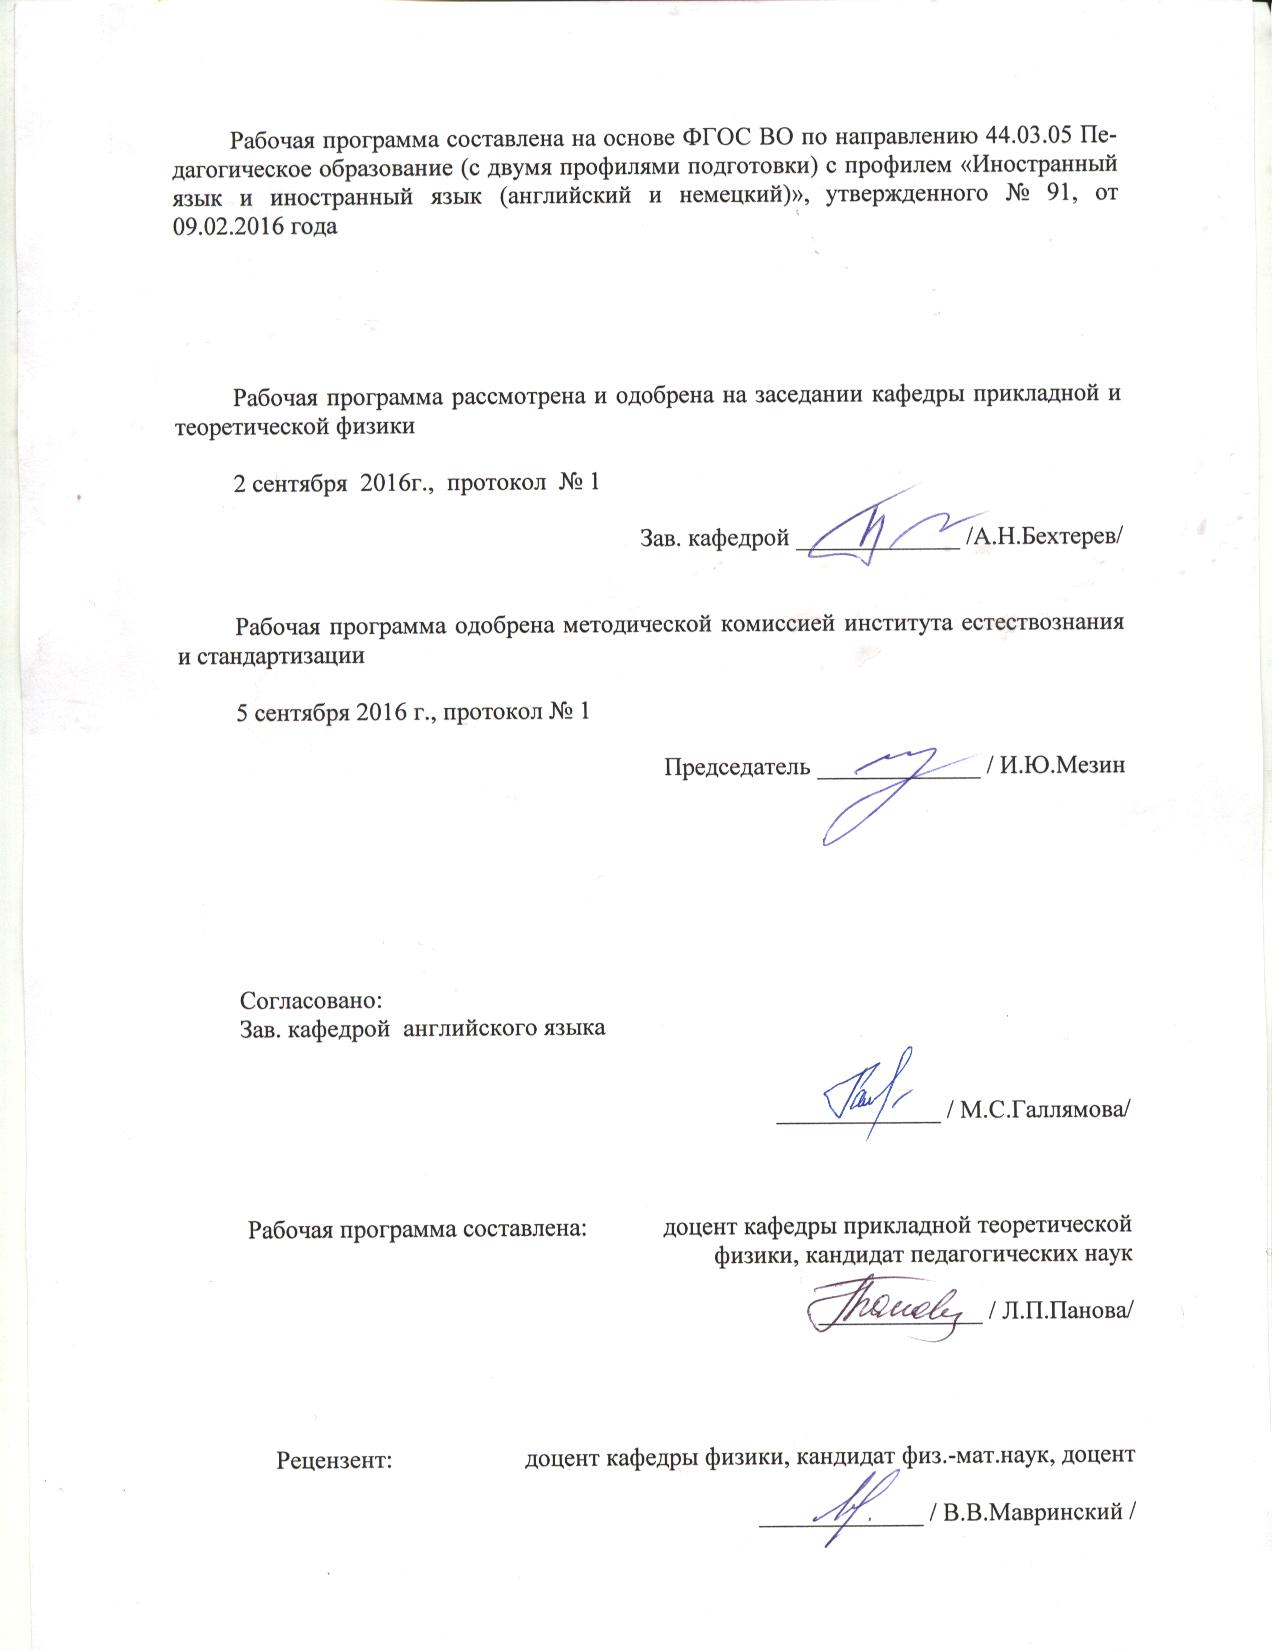 Рабочая программа составлена на основе ФГОС ВО по направлению 44.03.05 Пе-
дагогическое образование (с двумя профилями подготовки) с профилем «Иностранный
язык и иностранный язык (английский и немецкий)», утвержденного № 91, от
09.02.2016 года
Рабочая программа рассмотрена и одобрена на заседании кафедры прикладной и
теоретической физики
2 сентября 2016г., протокол № 1
Зав. кафедрой _____________ /А.Н.Бехтерев/
Рабочая программа одобрена методической комиссией института естествознания
и стандартизации
5 сентября 2016 г., протокол № 1
Председатель _____________ / И.Ю.Мезин
Согласовано:
Зав. кафедрой английского языка
_____________ / М.С.Галлямова/
Рабочая программа составлена: доцент кафедры прикладной теоретической
физики, кандидат педагогических наук
_____________ / Л.П.Панова/
Рецензент: доцент кафедры физики, кандидат физ.-мат.наук, доцент
_____________ / В.В.Мавринский /